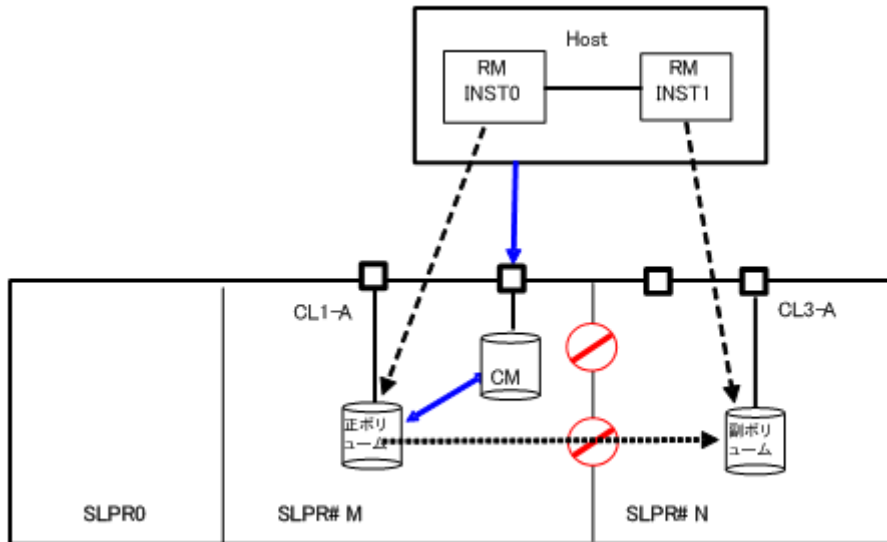 Host
RM
INST0
RM
INST1
CL1-A
CL3-A
CM
正ボリ
ューム
副ボリ
ューム
SLPR0
SLPR# M
SLPR# N